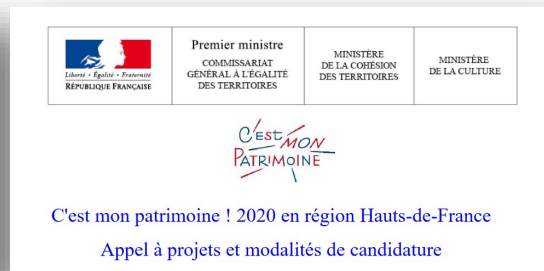 Liberté • Égalité • Fraternité
RÉPUBLIQUE FRANÇAISE
Premier ministre
COMMISSARIAT
GÉNÉRAL À L'ÉGALITÉ
DES TERRITOIRES
MINISTÈRE
DE LA COHÉSION
DES TERRITOIRES
MINISTÈRE
DE LA CULTURE
C'EST MON
PATRIMOINE
C'est mon patrimoine ! 2020 en région Hauts-de-France
Appel à projets et modalités de candidature